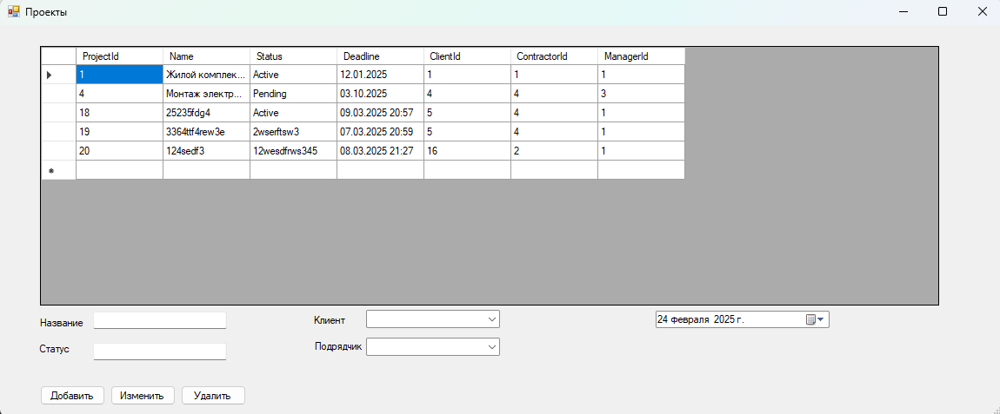 Проекты
ProjectId Name Status Deadline ClientId ContractorId ManagerId
1 Жилой комплек... Active 12.01.2025 1 1 1
4 Монтаж электр... Pending 03.10.2025 4 4 3
18 25235fdg4 Active 09.03.2025 20:57 5 4 1
19 3364ttf4rew3e 2wserftsw3 07.03.2025 20:59 5 4 1
20 124sedf3 12wesdfrws345 08.03.2025 21:27 16 2 1
Название Клиент 24 февраля 2025 г.
Статус Подрядчик
Добавить Изменить Удалить